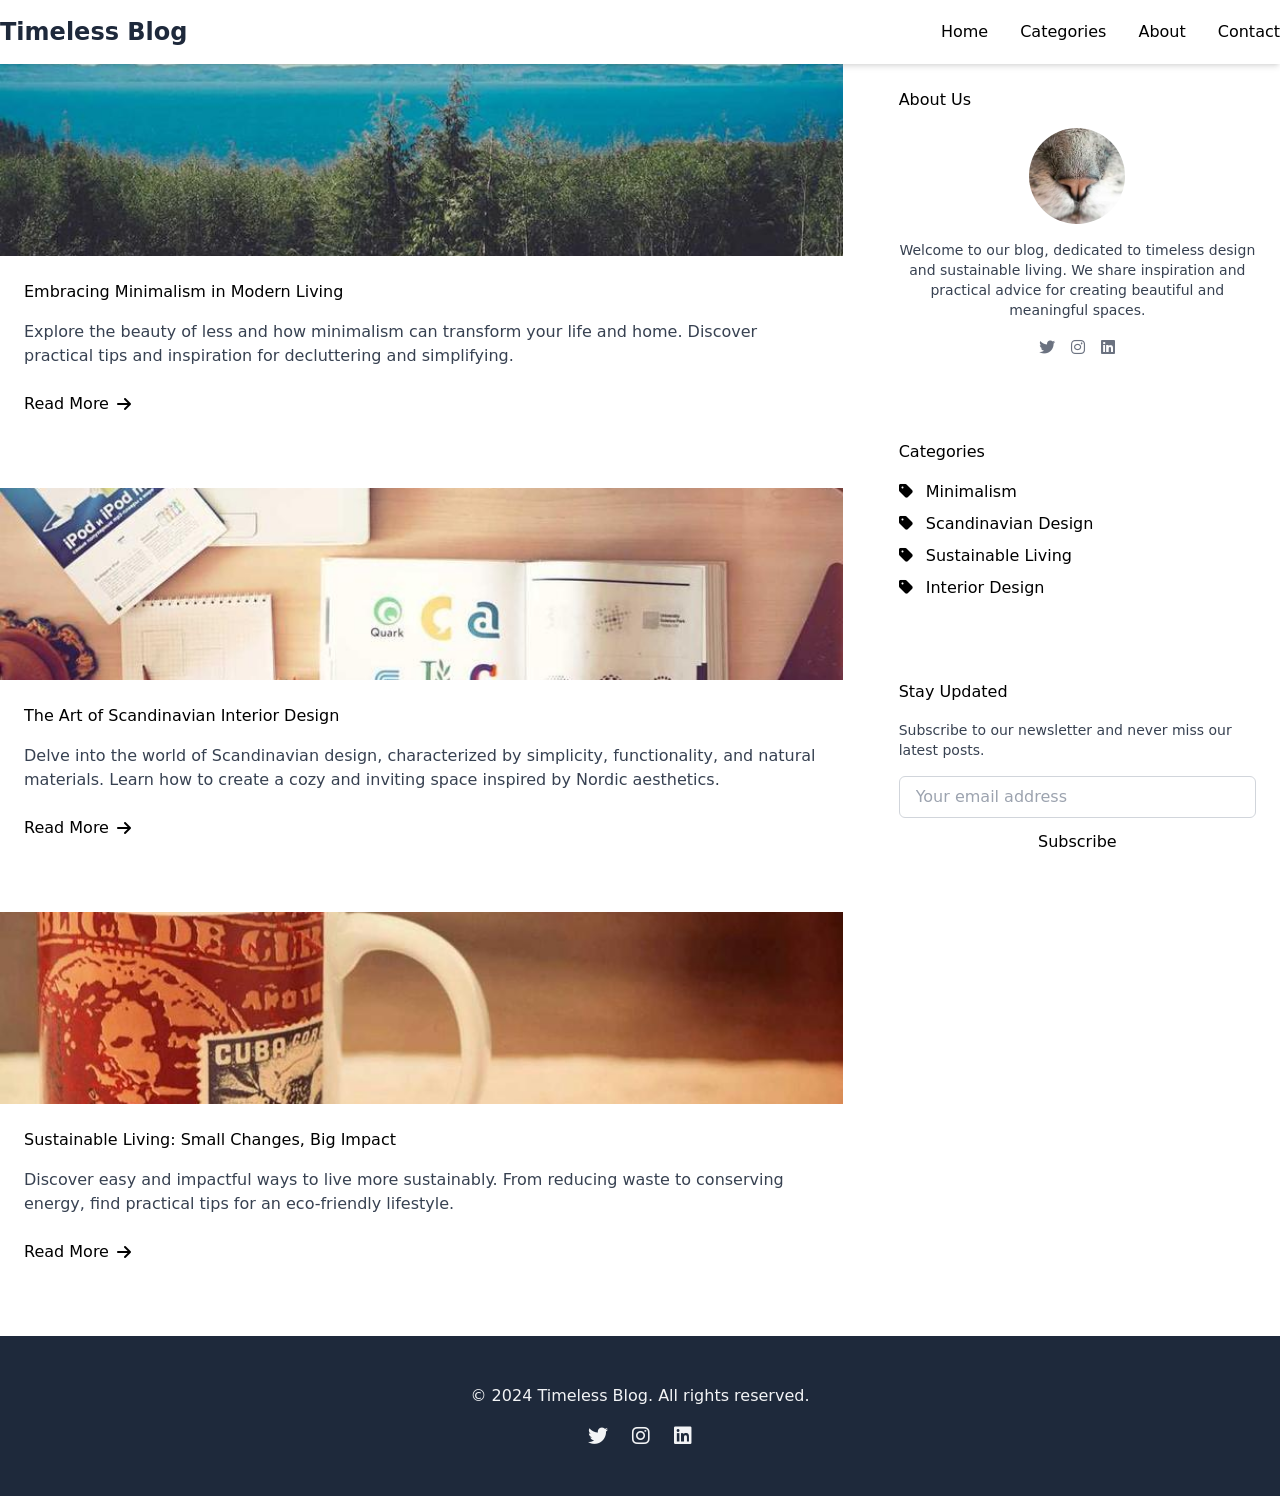 Timeless Blog
Home
Categories
About
Contact
Embracing Minimalism in Modern Living
Explore the beauty of less and how minimalism can transform your life and home. Discover
practical tips and inspiration for decluttering and simplifying.
Read More
iPod и iPod
Quark
The Art of Scandinavian Interior Design
Delve into the world of Scandinavian design, characterized by simplicity, functionality, and natural
materials. Learn how to create a cozy and inviting space inspired by Nordic aesthetics.
Read More
CUBA
Sustainable Living: Small Changes, Big Impact
Discover easy and impactful ways to live more sustainably. From reducing waste to conserving
energy, find practical tips for an eco-friendly lifestyle.
Read More
About Us
Welcome to our blog, dedicated to timeless design
and sustainable living. We share inspiration and
practical advice for creating beautiful and
meaningful spaces.
Categories
Minimalism
Scandinavian Design
Sustainable Living
Interior Design
Stay Updated
Subscribe to our newsletter and never miss our
latest posts.
Your email address
Subscribe
© 2024 Timeless Blog. All rights reserved.